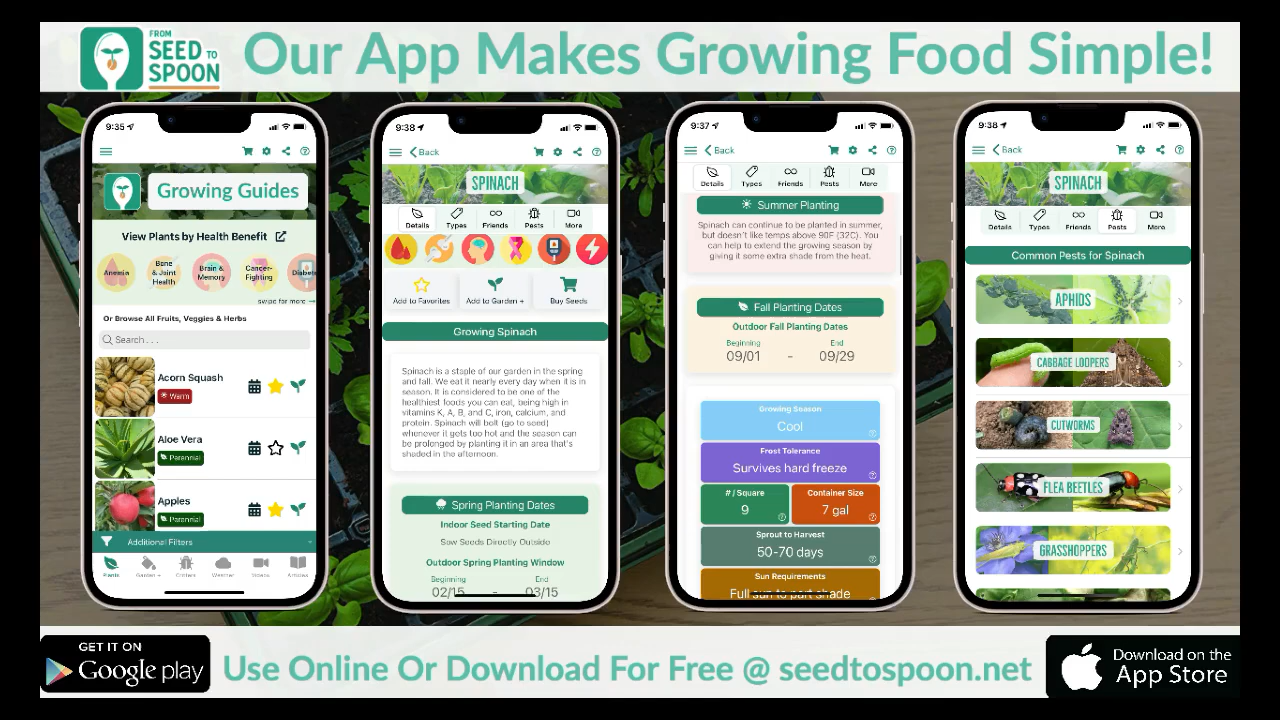 FROM
SEED TO
SPOON
Our App Makes Growing Food Simple!
9:35
Growing Guides
View Plants by Health Benefit
Anemia
Bone & Joint Health
Brain & Memory
Cancer-Fighting
Diabet
swipe for more →
Or Browse All Fruits, Veggies & Herbs
Search . . .
Acorn Squash
Warm
Aloe Vera
Perennial
Apples
Perennial
Additional Filters
Plants
Garden +
Critters
Weather
Videos
Articles
9:38
Back
SPINACH
Details Types Friends Pests More
Add to Favorites
Add to Garden +
Buy Seeds
Growing Spinach
Spinach is a staple of our garden in the spring
and fall. We eat it nearly every day when it is in
season. It is considered to be one of the
healthiest foods you can eat, being high in
vitamins K, A, B, and C, iron, calcium, and
protein. Spinach will bolt (go to seed)
whenever it gets too hot and the season can
be prolonged by planting it in an area that's
shaded in the afternoon.
Spring Planting Dates
Indoor Seed Starting Date
Sow Seeds Directly Outside
Outdoor Spring Planting Window
Beginning End
02/15 - 03/15
9:37
Back
Details Types Friends Pests More
Summer Planting
Spinach can continue to be planted in summer,
but doesn't like temps above 90F (32C). You
can help to extend the growing season by
giving it some extra shade from the heat.
Fall Planting Dates
Outdoor Fall Planting Dates
Beginning End
09/01 - 09/29
Growing Season
Cool
Frost Tolerance
Survives hard freeze
# / Square
9
Container Size
7 gal
Sprout to Harvest
50-70 days
Sun Requirements
Full sun to part shade
9:38
Back
SPINACH
Details Types Friends Pests More
Common Pests for Spinach
APHIDS
CABBAGE LOOPERS
CUTWORMS
FLEA BEETLES
GRASSHOPPERS
GET IT ON
Google play
Use Online Or Download For Free @ seedtospoon.net
Download on the
App Store